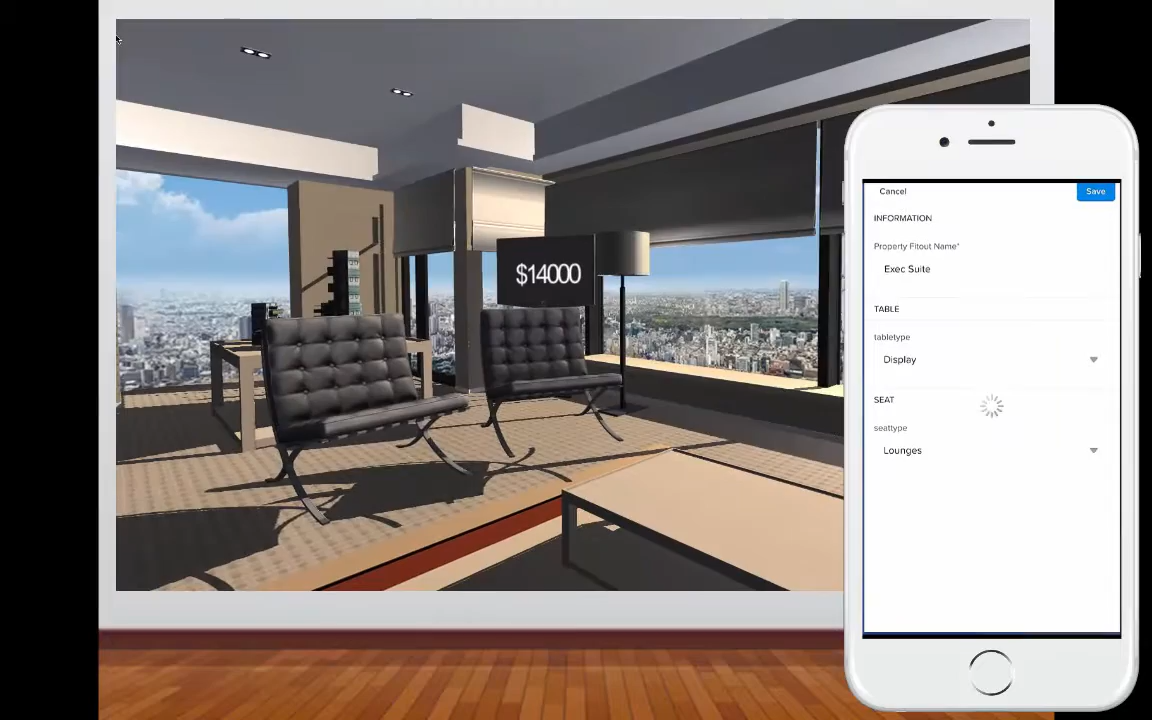 $14000
Cancel
Save
INFORMATION
Property Fitout Name*
Exec Suite
TABLE
tabletype
Display
SEAT
seattype
Lounges